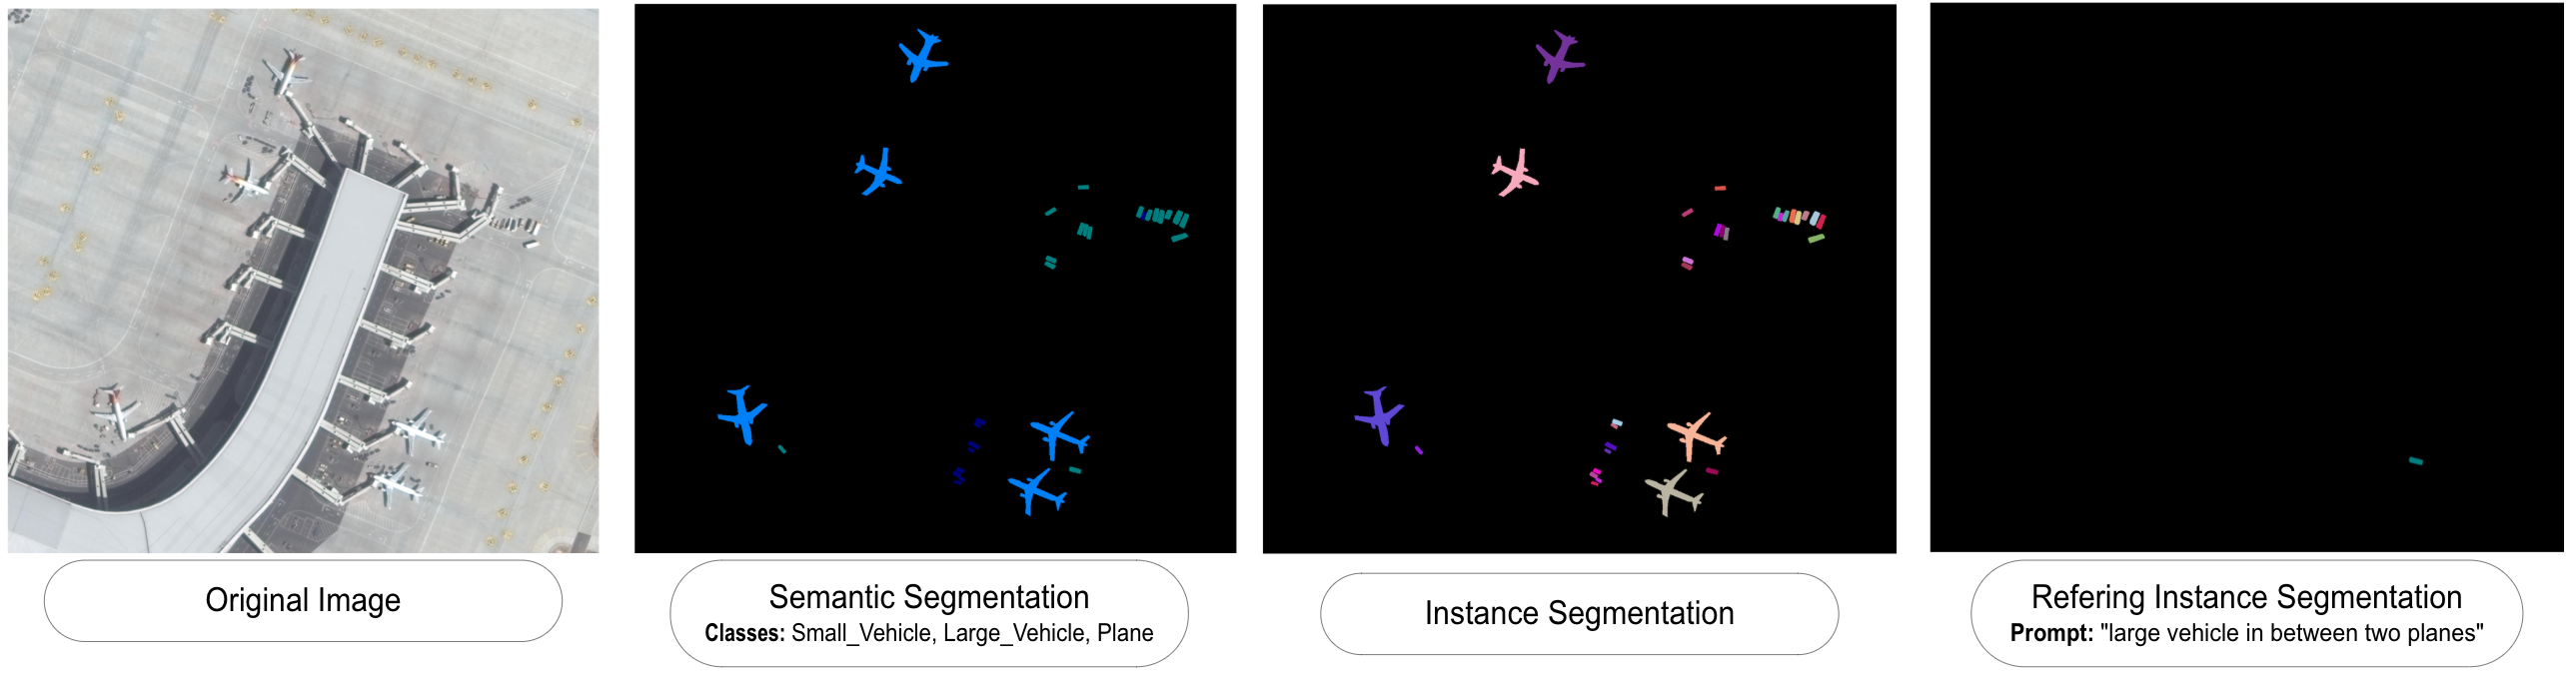 Original Image
Semantic Segmentation
Classes: Small_Vehicle, Large_Vehicle, Plane
Instance Segmentation
Refering Instance Segmentation
Prompt: "large vehicle in between two planes"